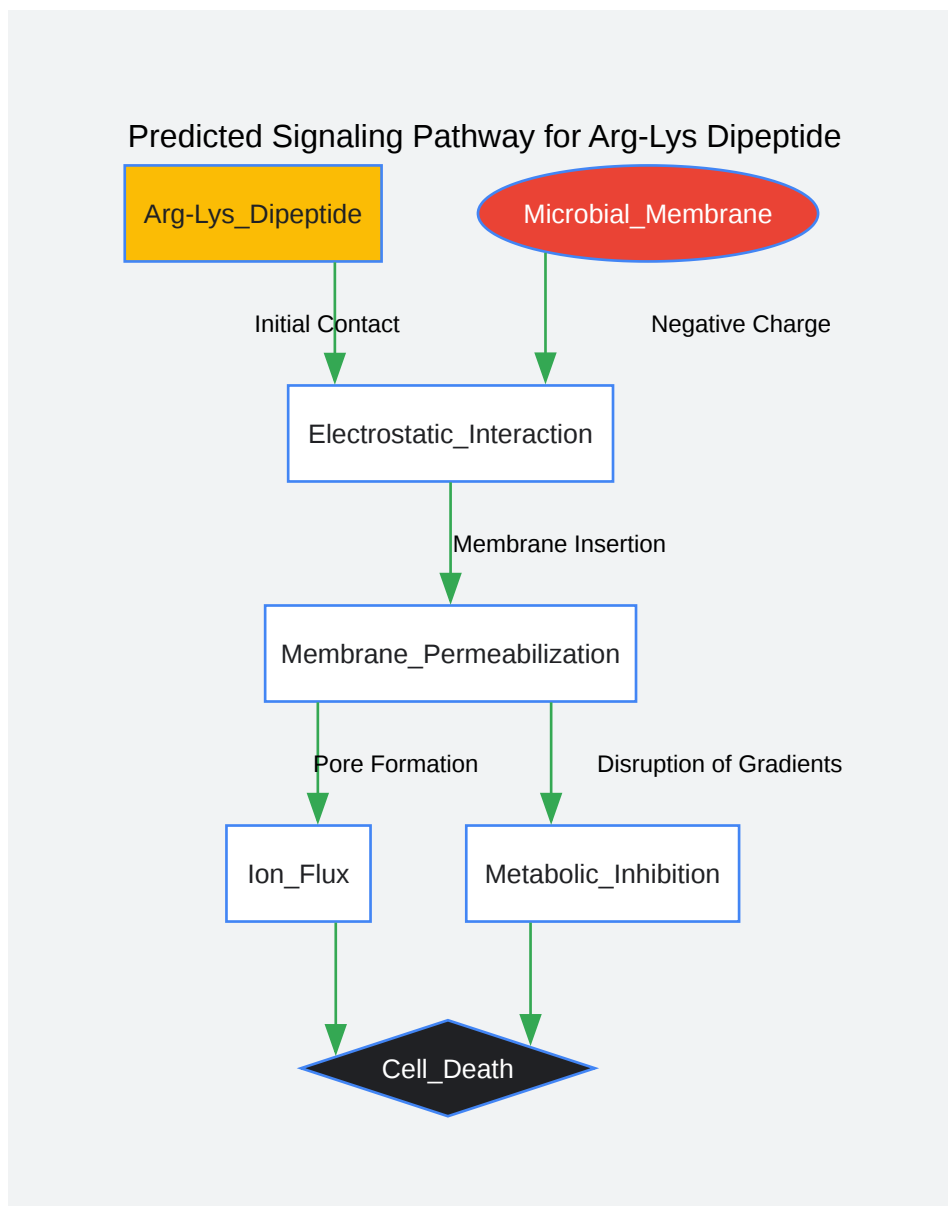 Predicted Signaling Pathway for Arg-Lys Dipeptide
Arg-Lys_Dipeptide
Microbial_Membrane
Initial Contact
Negative Charge
Electrostatic_Interaction
Membrane Insertion
Membrane_Permeabilization
Pore Formation
Disruption of Gradients
Ion_Flux
Metabolic_Inhibition
Cell_Death